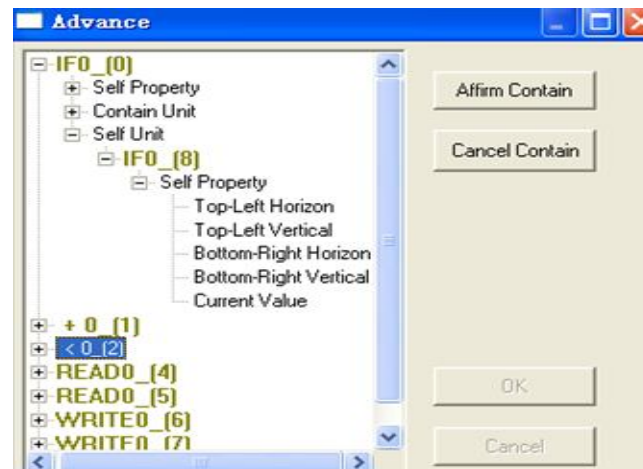 Advance
IF0_(0)
Self Property
Contain Unit
Self Unit
IF0_(8)
Self Property
Top-Left Horizon
Top-Left Vertical
Bottom-Right Horizon
Bottom-Right Vertical
Current Value
+ 0_(1)
< 0_(2)
READ0_(4)
READ0_(5)
WRITE0_(6)
WRITE0_(7)
Affirm Contain
Cancel Contain
OK
Cancel